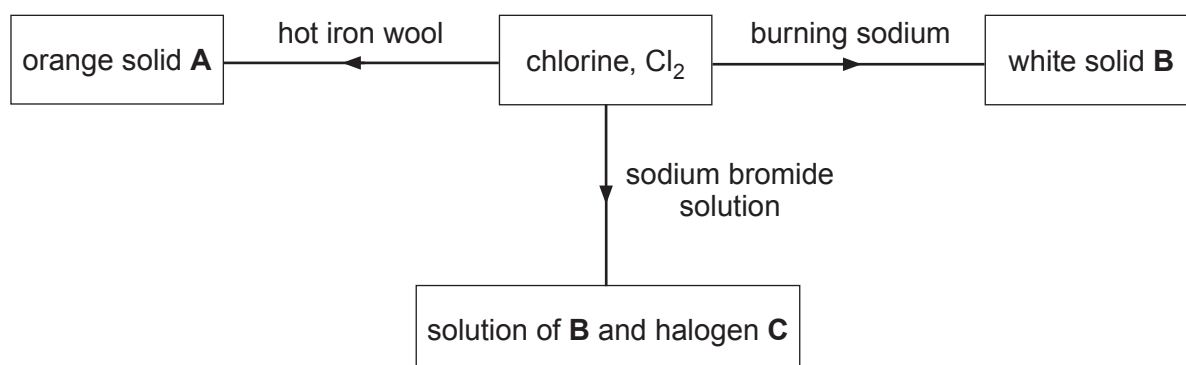 hot iron wool
burning sodium
orange solid A
chlorine, Cl₂
white solid B
sodium bromide
solution
solution of B and halogen C